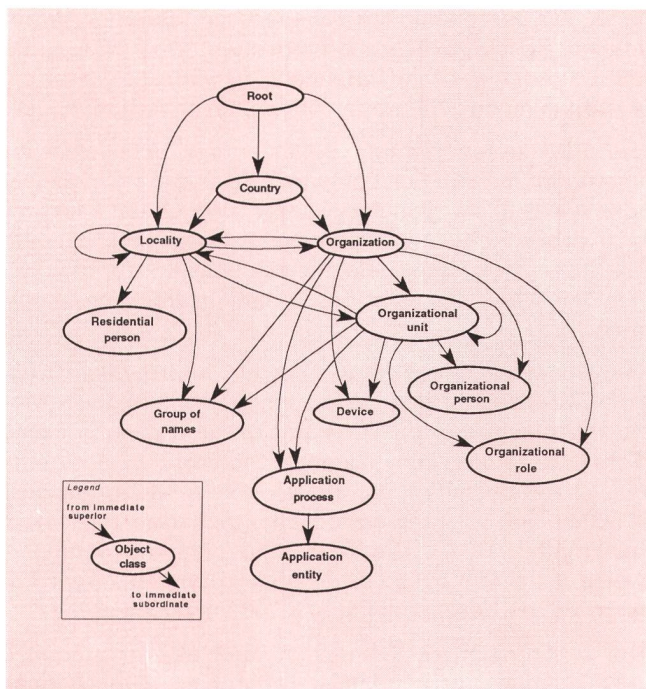 Root
Country
Locality
Organization
Residential
person
Organizational
unit
Organizational
person
Group of
names
Device
Organizational
role
Application
process
Application
entity
Legend
from immediate
superior
Object
class
to immediate
subordinate